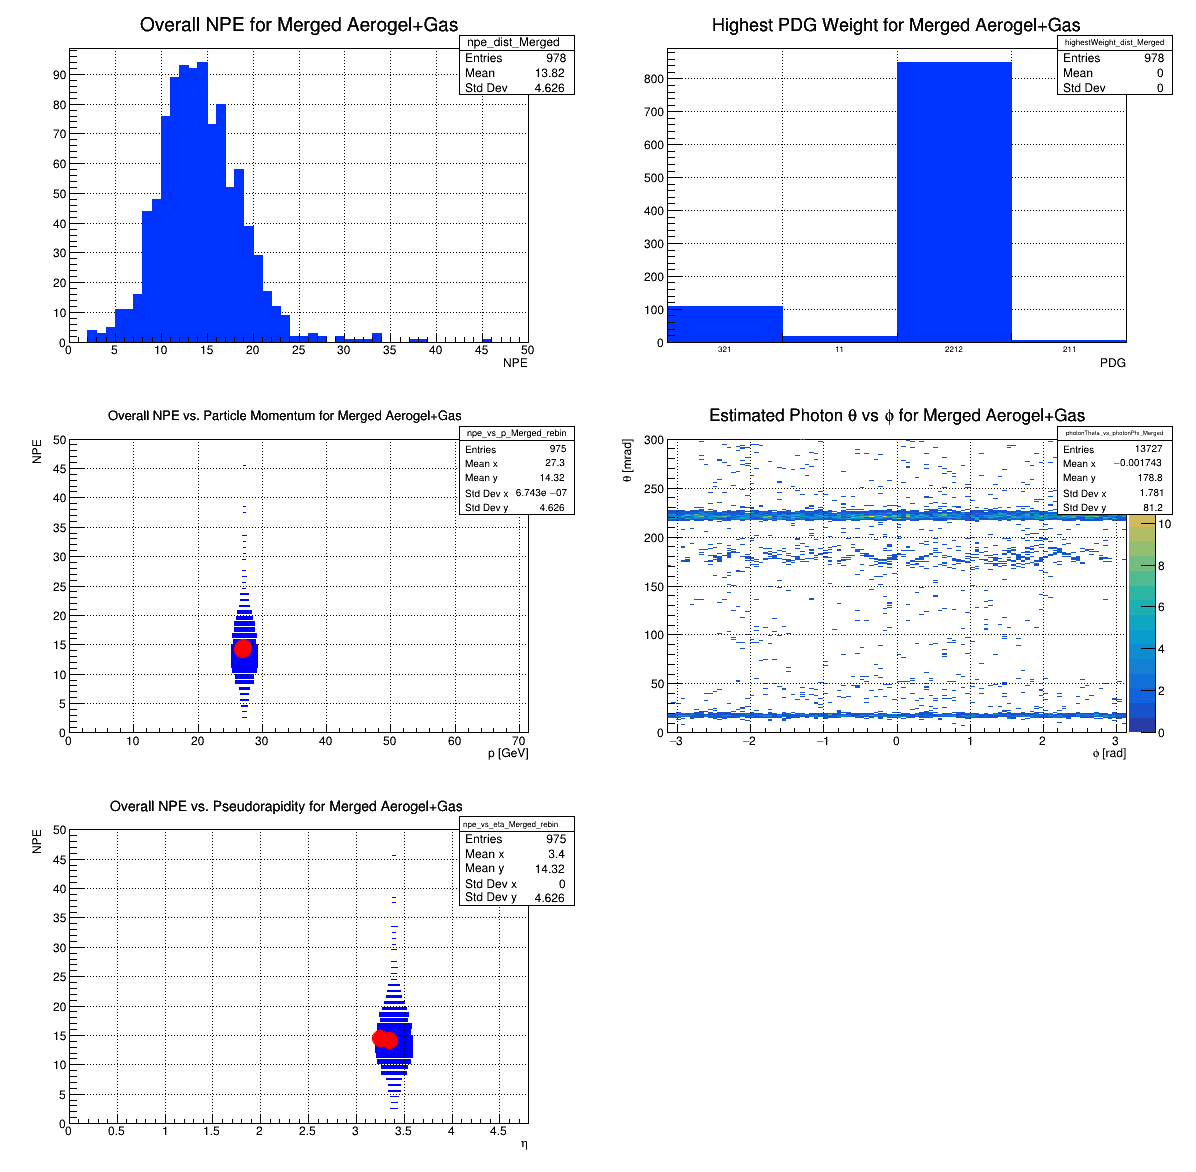 Overall NPE for Merged Aerogel+Gas
npe_dist_Merged
Entries 978
Mean 13.82
Std Dev 4.626
90
80
70
60
50
40
30
20
10
0
0 5 10 15 20 25 30 35 40 45 50
NPE
Highest PDG Weight for Merged Aerogel+Gas
highestWeight_dist_Merged
Entries 978
Mean 0
Std Dev 0
800
700
600
500
400
300
200
100
0
321 11 2212 211
PDG
Overall NPE vs. Particle Momentum for Merged Aerogel+Gas
npe_vs_p_Merged_rebin
Entries 975
Mean x 27.3
Mean y 14.32
Std Dev x 6.743e −07
Std Dev y 4.626
NPE
50
45
40
35
30
25
20
15
10
5
0
0 10 20 30 40 50 60 70
p [GeV]
Estimated Photon θ vs ϕ for Merged Aerogel+Gas
photonTheta_vs_photonPhi_Merged
Entries 13727
Mean x −0.001743
Mean y 178.8
Std Dev x 1.781
Std Dev y 81.2
θ [mrad]
300
250
200
150
100
50
0
−3 −2 −1 0 1 2 3
ϕ [rad]
10
8
6
4
2
0
Overall NPE vs. Pseudorapidity for Merged Aerogel+Gas
npe_vs_eta_Merged_rebin
Entries 975
Mean x 3.4
Mean y 14.32
Std Dev x 0
Std Dev y 4.626
NPE
50
45
40
35
30
25
20
15
10
5
0
0 0.5 1 1.5 2 2.5 3 3.5 4 4.5
η